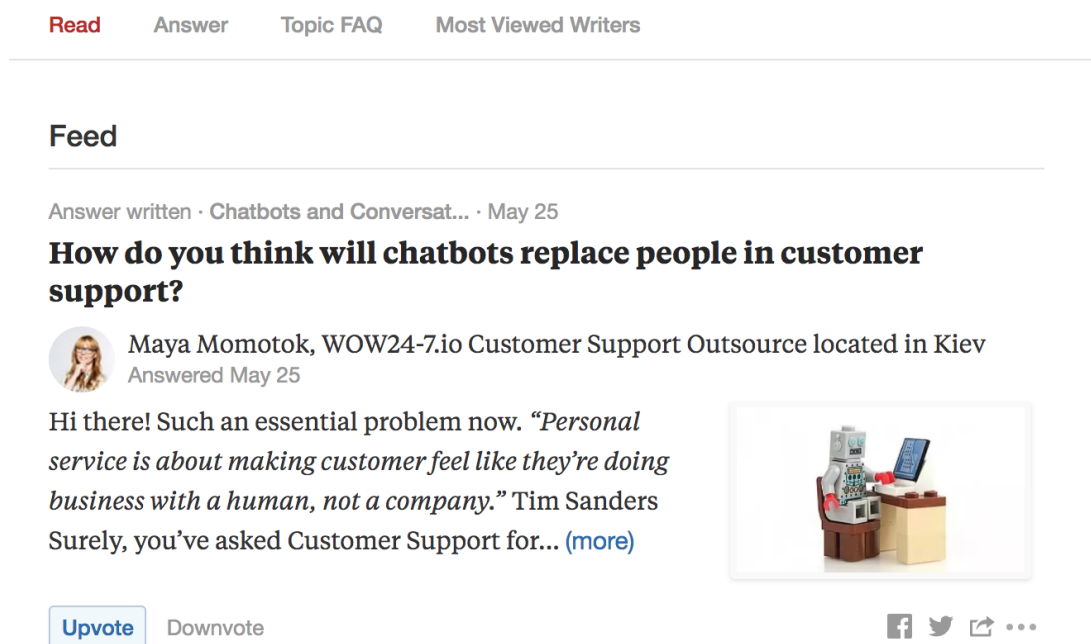 Read Answer Topic FAQ Most Viewed Writers
Feed
Answer written · Chatbots and Conversat... · May 25
How do you think will chatbots replace people in customer
support?
Maya Momotok, WOW24-7.io Customer Support Outsource located in Kiev
Answered May 25
Hi there! Such an essential problem now. “Personal
service is about making customer feel like they’re doing
business with a human, not a company.” Tim Sanders
Surely, you’ve asked Customer Support for... (more)
Upvote Downvote